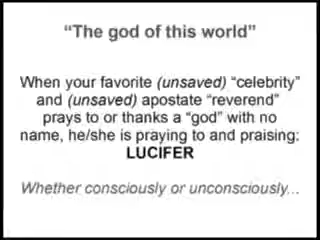 “The god of this world”
When your favorite (unsaved) “celebrity”
and (unsaved) apostate “reverend”
prays to or thanks a “god” with no
name, he/she is praying to and praising:
LUCIFER
Whether consciously or unconsciously...